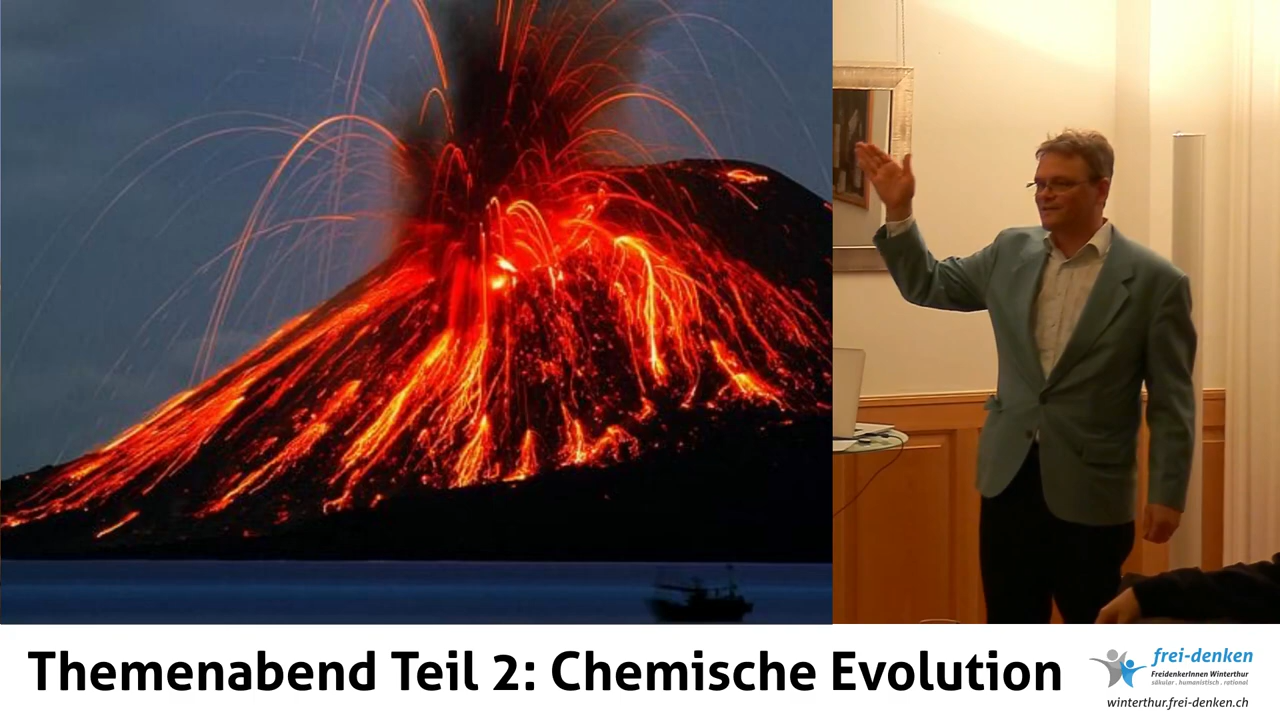 Themenabend Teil 2: Chemische Evolution
frei-denken
FreidenkerInnen Winterthur
säkular . humanistisch . rational
winterthur.frei-denken.ch